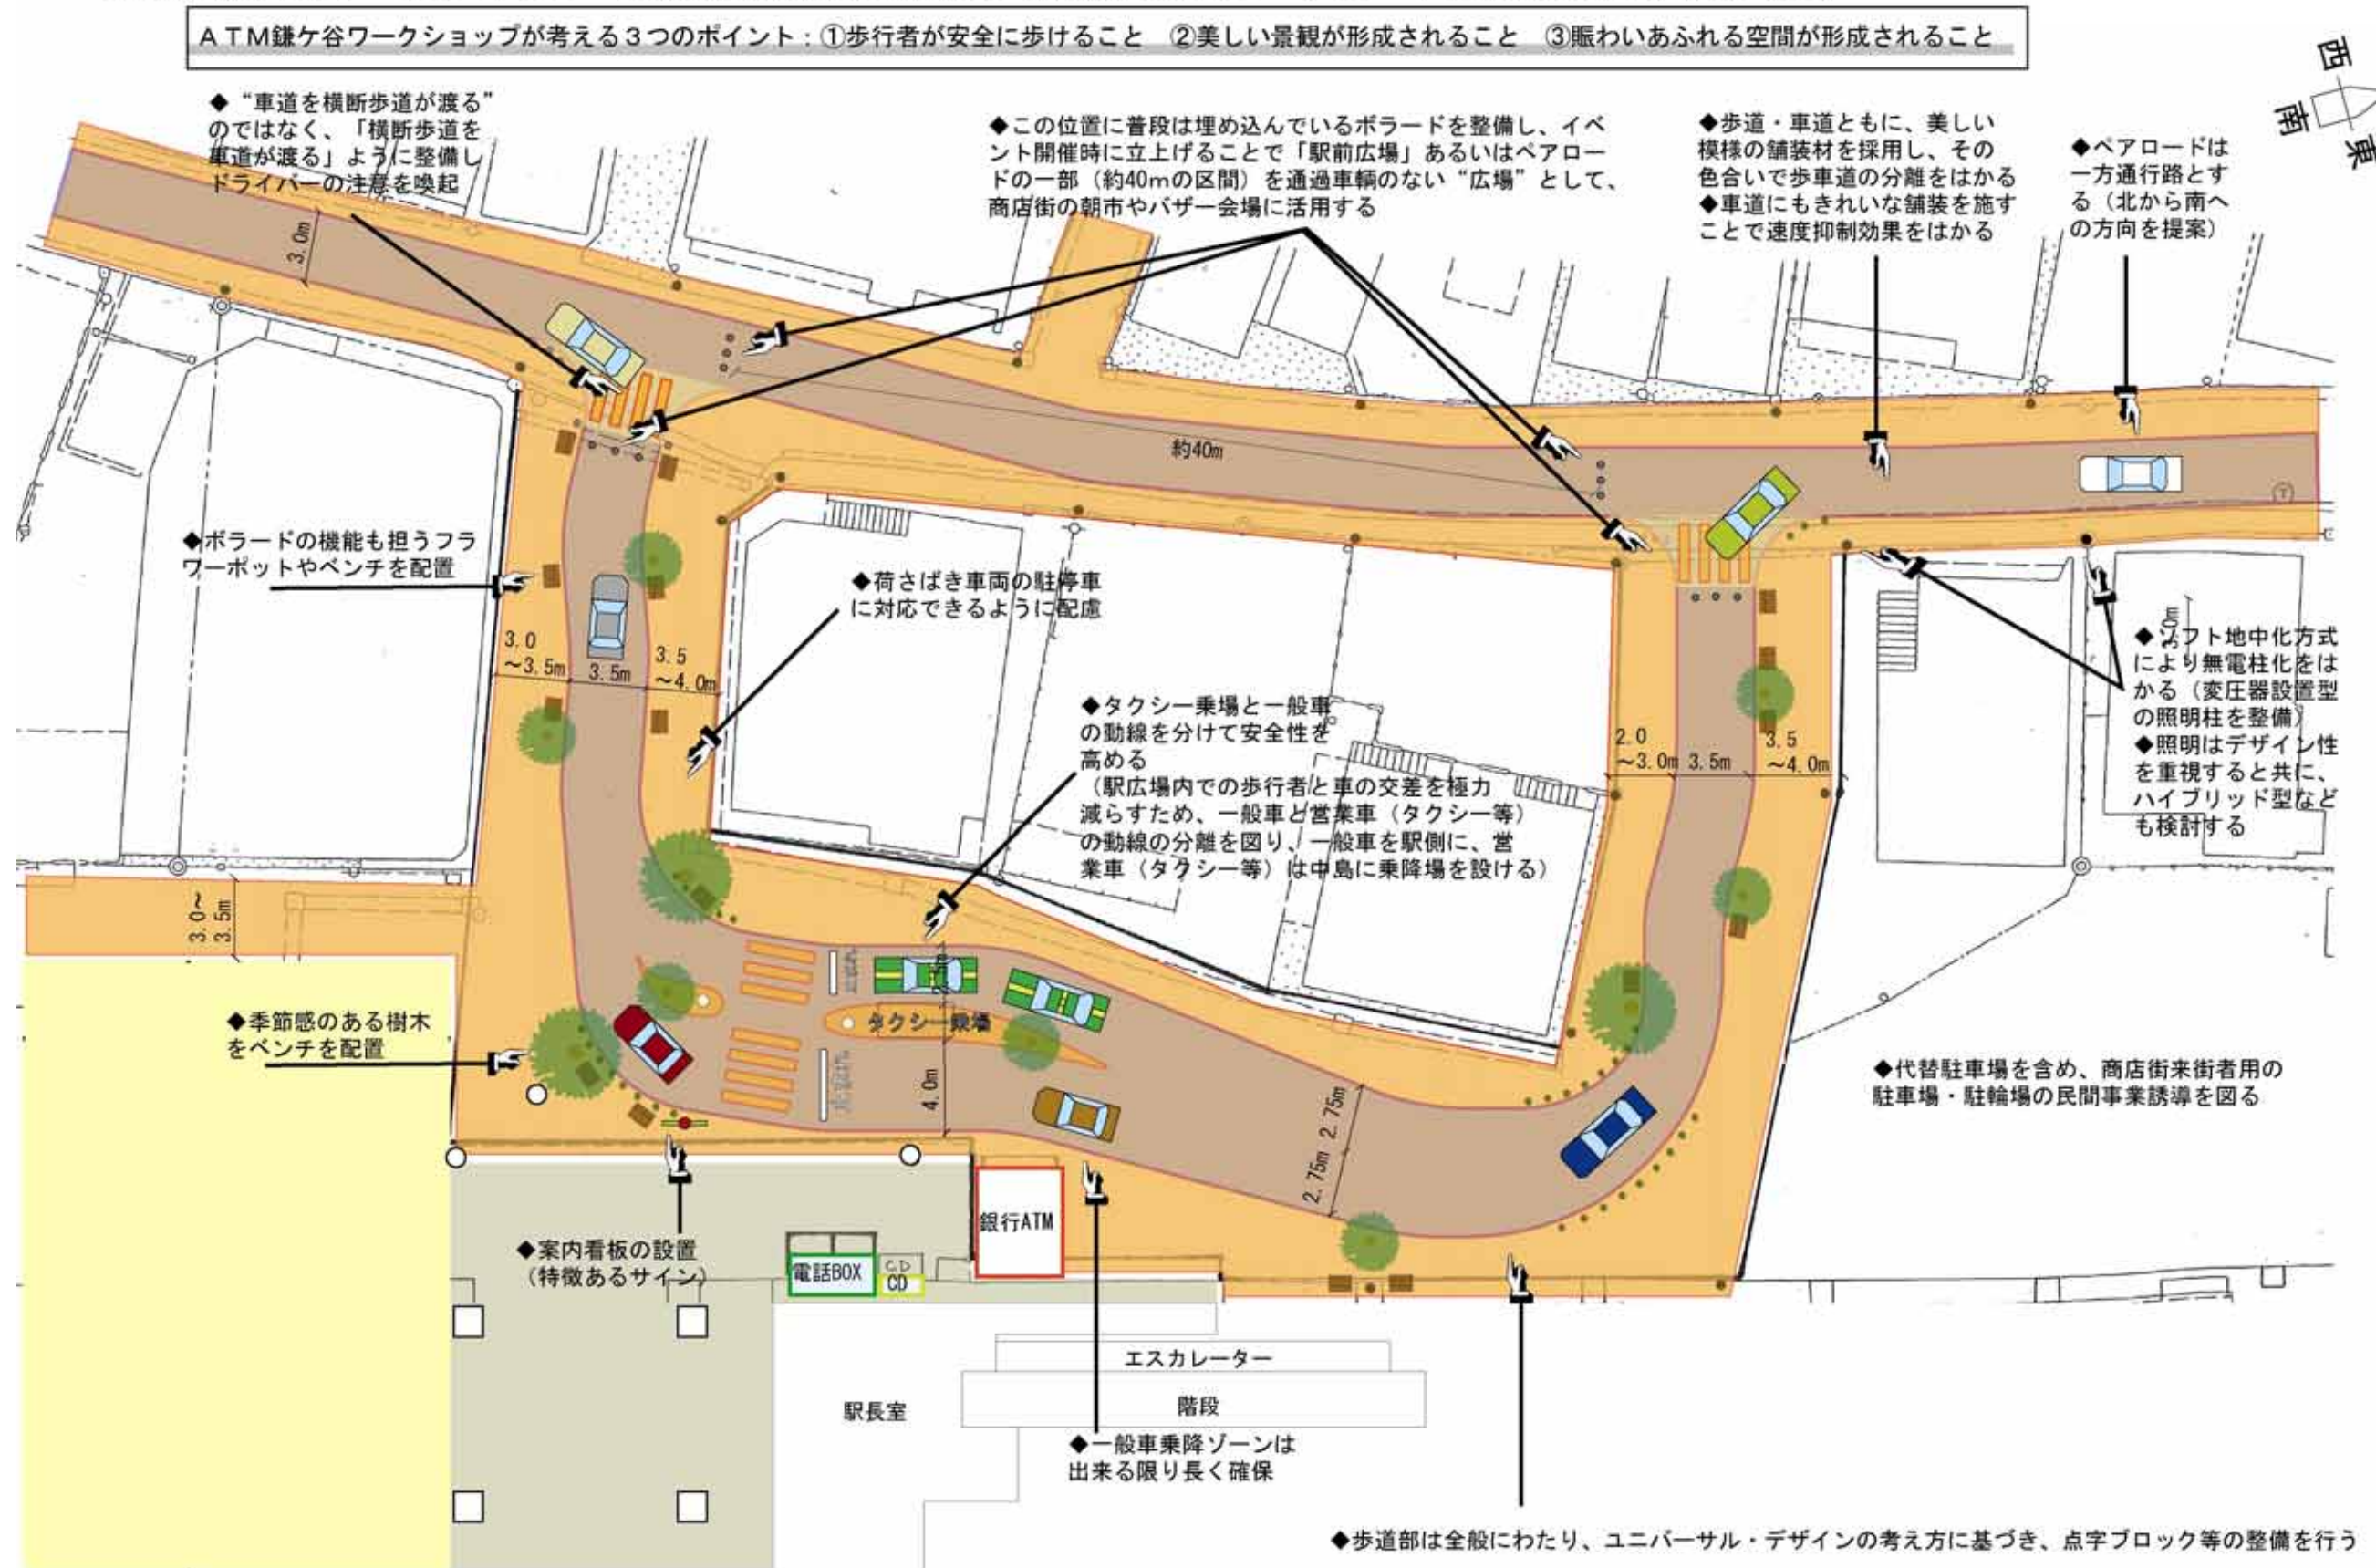 ATM鎌ケ谷ワークショップが考える３つのポイント：①歩行者が安全に歩けること　②美しい景観が形成されること　③賑わいあふれる空間が形成されること
西
南
東
◆“車道を横断歩道が渡る”
のではなく、「横断歩道を
車道が渡る」ように整備し
ドライバーの注意を喚起
◆この位置に普段は埋め込んでいるボラードを整備し、イベ
ント開催時に立上げることで「駅前広場」あるいはペアロー
ドの一部（約40mの区間）を通過車輌のない“広場”として、
商店街の朝市やバザー会場に活用する
◆歩道・車道ともに、美しい
模様の舗装材を採用し、その
色合いで歩車道の分離をはかる
◆車道にもきれいな舗装を施す
ことで速度抑制効果をはかる
◆ペアロードは
一方通行路とす
る（北から南へ
の方向を提案）
3.0m
約40m
◆ボラードの機能も担うフラ
ワーポットやベンチを配置
◆荷さばき車両の駐停車
に対応できるように配慮
3.0
～3.5m
3.5m
3.5
～4.0m
◆タクシー乗場と一般車
の動線を分けて安全性を
高める
（駅広場内での歩行者と車の交差を極力
減らすため、一般車と営業車（タクシー等）
の動線の分離を図り、一般車を駅側に、営
業車（タクシー等）は中島に乗降場を設ける）
2.0
～3.0m
3.5m
3.5
～4.0m
◆ソフト地中化方式
により無電柱化をは
かる（変圧器設置型
の照明柱を整備）
◆照明はデザイン性
を重視すると共に、
ハイブリッド型など
も検討する
3.0～
3.5m
タクシー乗場
4.0m
2.75m
2.75m
◆季節感のある樹木
をベンチを配置
◆代替駐車場を含め、商店街来街者用の
駐車場・駐輪場の民間事業誘導を図る
◆案内看板の設置
（特徴あるサイン）
電話BOX
CD
CD
銀行ATM
エスカレーター
駅長室
階段
◆一般車乗降ゾーンは
出来る限り長く確保
◆歩道部は全般にわたり、ユニバーサル・デザインの考え方に基づき、点字ブロック等の整備を行う